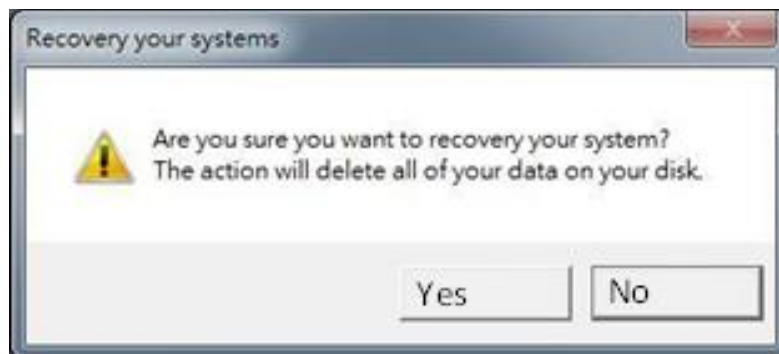 Recovery your systems
Are you sure you want to recovery your system?
The action will delete all of your data on your disk.
Yes
No